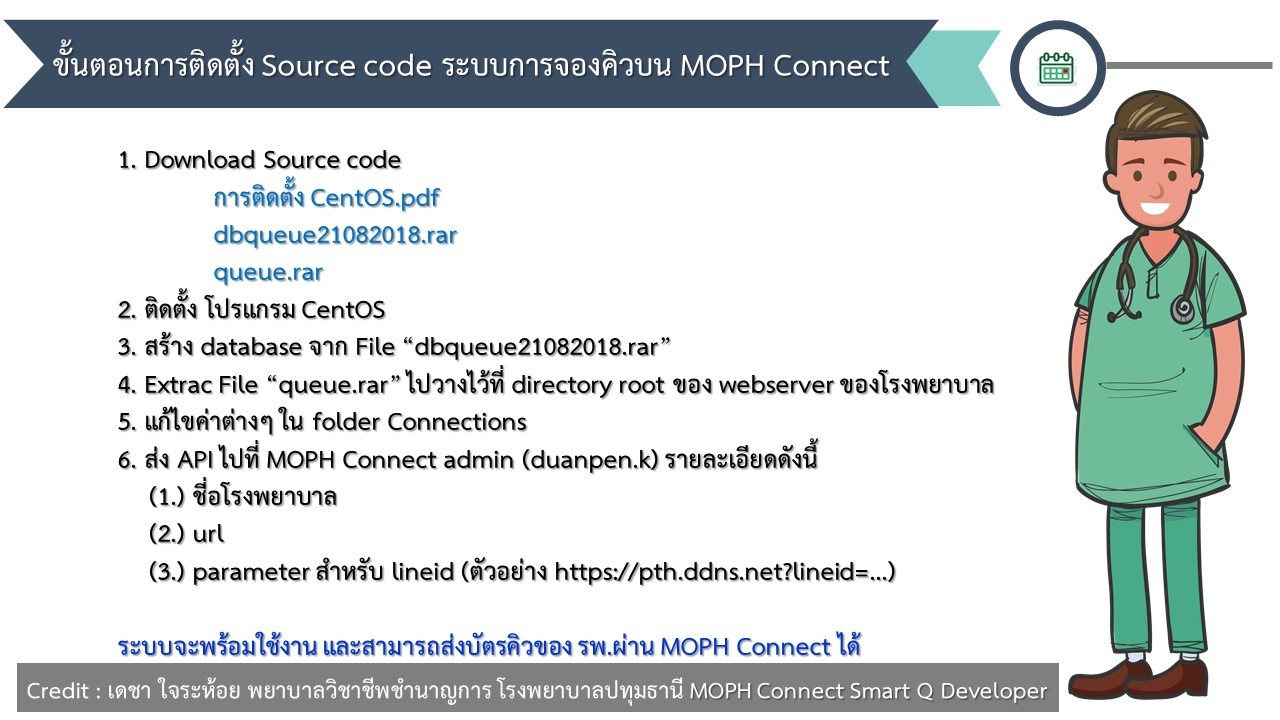 ขั้นตอนการติดตั้ง Source code ระบบการจองคิวบน MOPH Connect
1. Download Source code
การติดตั้ง CentOS.pdf
dbqueue21082018.rar
queue.rar
2. ติดตั้ง โปรแกรม CentOS
3. สร้าง database จาก File “dbqueue21082018.rar”
4. Extrac File “queue.rar” ไปวางไว้ที่ directory root ของ webserver ของโรงพยาบาล
5. แก้ไขค่าต่างๆ ใน folder Connections
6. ส่ง API ไปที่ MOPH Connect admin (duanpen.k) รายละเอียดดังนี้
(1.) ชื่อโรงพยาบาล
(2.) url
(3.) parameter สำหรับ lineid (ตัวอย่าง https://pth.ddns.net?lineid=...)
ระบบจะพร้อมใช้งาน และสามารถส่งบัตรคิวของ รพ.ผ่าน MOPH Connect ได้
Credit : เดชา ใจระห้อย พยาบาลวิชาชีพชำนาญการ โรงพยาบาลปทุมธานี MOPH Connect Smart Q Developer